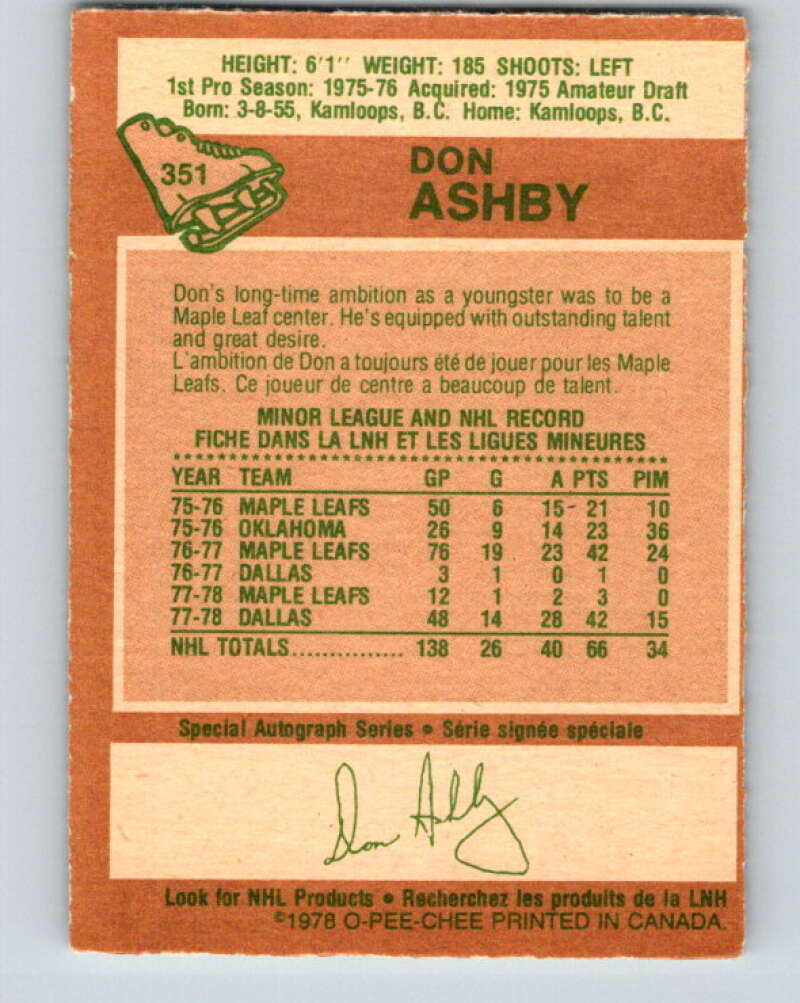 HEIGHT: 6'1" WEIGHT: 185 SHOOTS: LEFT
1st Pro Season: 1975-76 Acquired: 1975 Amateur Draft
Born: 3-8-55, Kamloops, B.C. Home: Kamloops, B.C.
351
DON
ASHBY
Don's long-time ambition as a youngster was to be a
Maple Leaf center. He's equipped with outstanding talent
and great desire.
L'ambition de Don a toujours été de jouer pour les Maple
Leafs. Ce joueur de centre a beaucoup de talent.
MINOR LEAGUE AND NHL RECORD
FICHE DANS LA LNH ET LES LIGUES MINEURES
YEAR TEAM GP G A PTS PIM
75-76 MAPLE LEAFS 50 6 15 21 10
75-76 OKLAHOMA 26 9 14 23 36
76-77 MAPLE LEAFS 76 19 23 42 24
76-77 DALLAS 3 1 0 1 0
77-78 MAPLE LEAFS 12 1 2 3 0
77-78 DALLAS 48 14 28 42 15
NHL TOTALS............... 138 26 40 66 34
Special Autograph Series • Série signée spéciale
Don Ashby
Look for NHL Products • Recherchez les produits de la LNH
©1978 O-PEE-CHEE PRINTED IN CANADA.